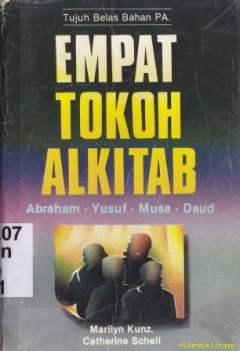 Tujuh Belas Bahan PA.
EMPAT
TOKOH
ALKITAB
Abraham - Yusuf - Musa - Daud
.07
n
1
Marilyn Kunz,
Catherine Schell